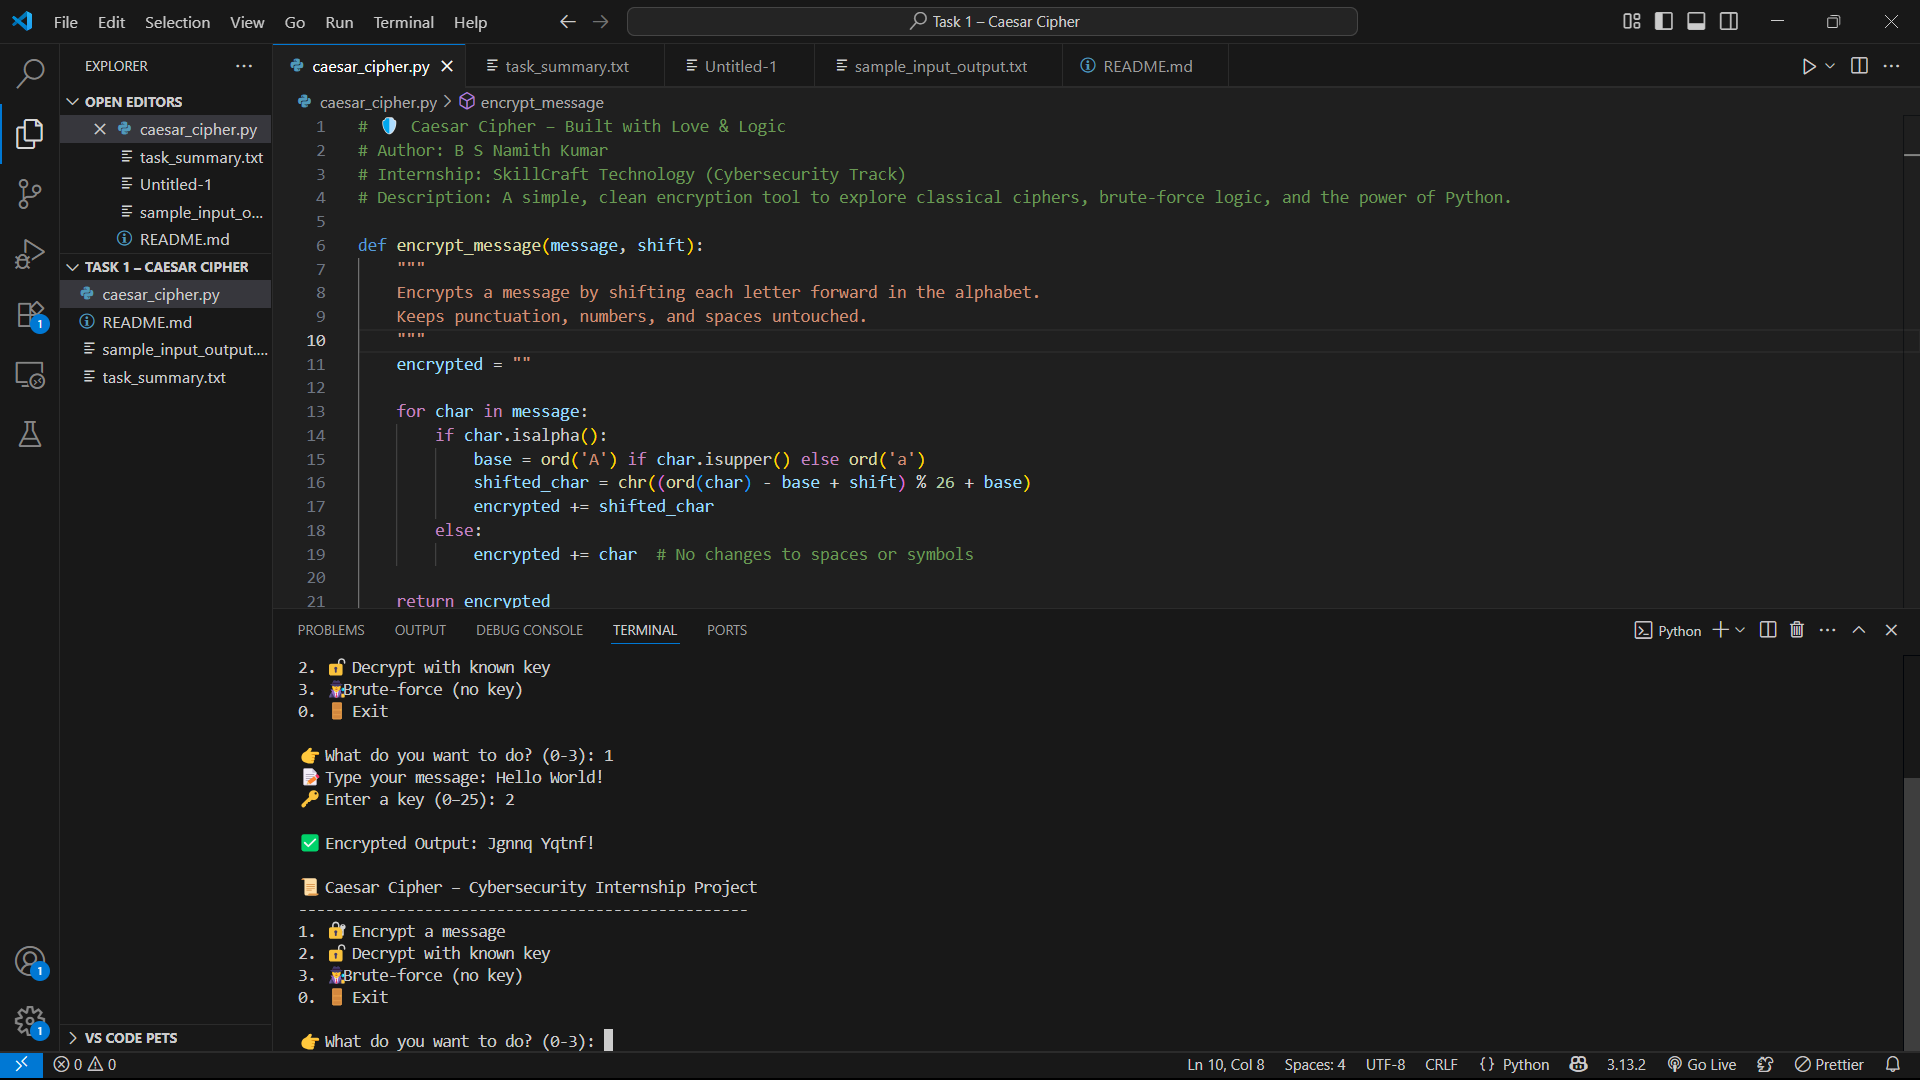 File Edit Selection View Go Run Terminal Help
Task 1 – Caesar Cipher
EXPLORER
OPEN EDITORS
caesar_cipher.py
task_summary.txt
Untitled-1
sample_input_o...
README.md
TASK 1 – CAESAR CIPHER
caesar_cipher.py
README.md
sample_input_output....
task_summary.txt
VS CODE PETS
1
1
1
caesar_cipher.py task_summary.txt Untitled-1 sample_input_output.txt README.md
caesar_cipher.py > encrypt_message
1 # 🛡️ Caesar Cipher – Built with Love & Logic
2 # Author: B S Namith Kumar
3 # Internship: SkillCraft Technology (Cybersecurity Track)
4 # Description: A simple, clean encryption tool to explore classical ciphers, brute-force logic, and the power of Python.
5
6 def encrypt_message(message, shift):
7     """
8     Encrypts a message by shifting each letter forward in the alphabet.
9     Keeps punctuation, numbers, and spaces untouched.
10     """
11     encrypted = ""
12
13     for char in message:
14         if char.isalpha():
15             base = ord('A') if char.isupper() else ord('a')
16             shifted_char = chr((ord(char) - base + shift) % 26 + base)
17             encrypted += shifted_char
18         else:
19             encrypted += char  # No changes to spaces or symbols
20
21     return encrypted
PROBLEMS OUTPUT DEBUG CONSOLE TERMINAL PORTS
Python
2. 🔓 Decrypt with known key
3. 🕵️Brute-force (no key)
0. 🚪 Exit
👉 What do you want to do? (0-3): 1
📝 Type your message: Hello World!
🔑 Enter a key (0–25): 2
✅ Encrypted Output: Jgnnq Yqtnf!
📜 Caesar Cipher – Cybersecurity Internship Project
--------------------------------------------------
1. 🔐 Encrypt a message
2. 🔓 Decrypt with known key
3. 🕵️Brute-force (no key)
0. 🚪 Exit
👉 What do you want to do? (0-3):
0 0 Ln 10, Col 8 Spaces: 4 UTF-8 CRLF {} Python 3.13.2 Go Live Prettier